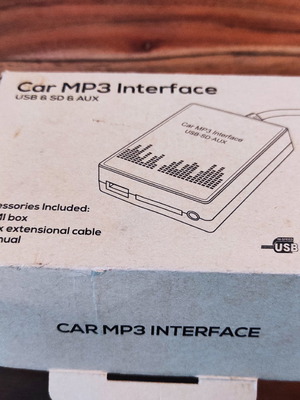 Car MP3 Interface
USB & SD & AUX
Car MP3 Interface
USB-SD-AUX
essories Included:
MI box
x extensional cable
nual
USB
CAR MP3 INTERFACE